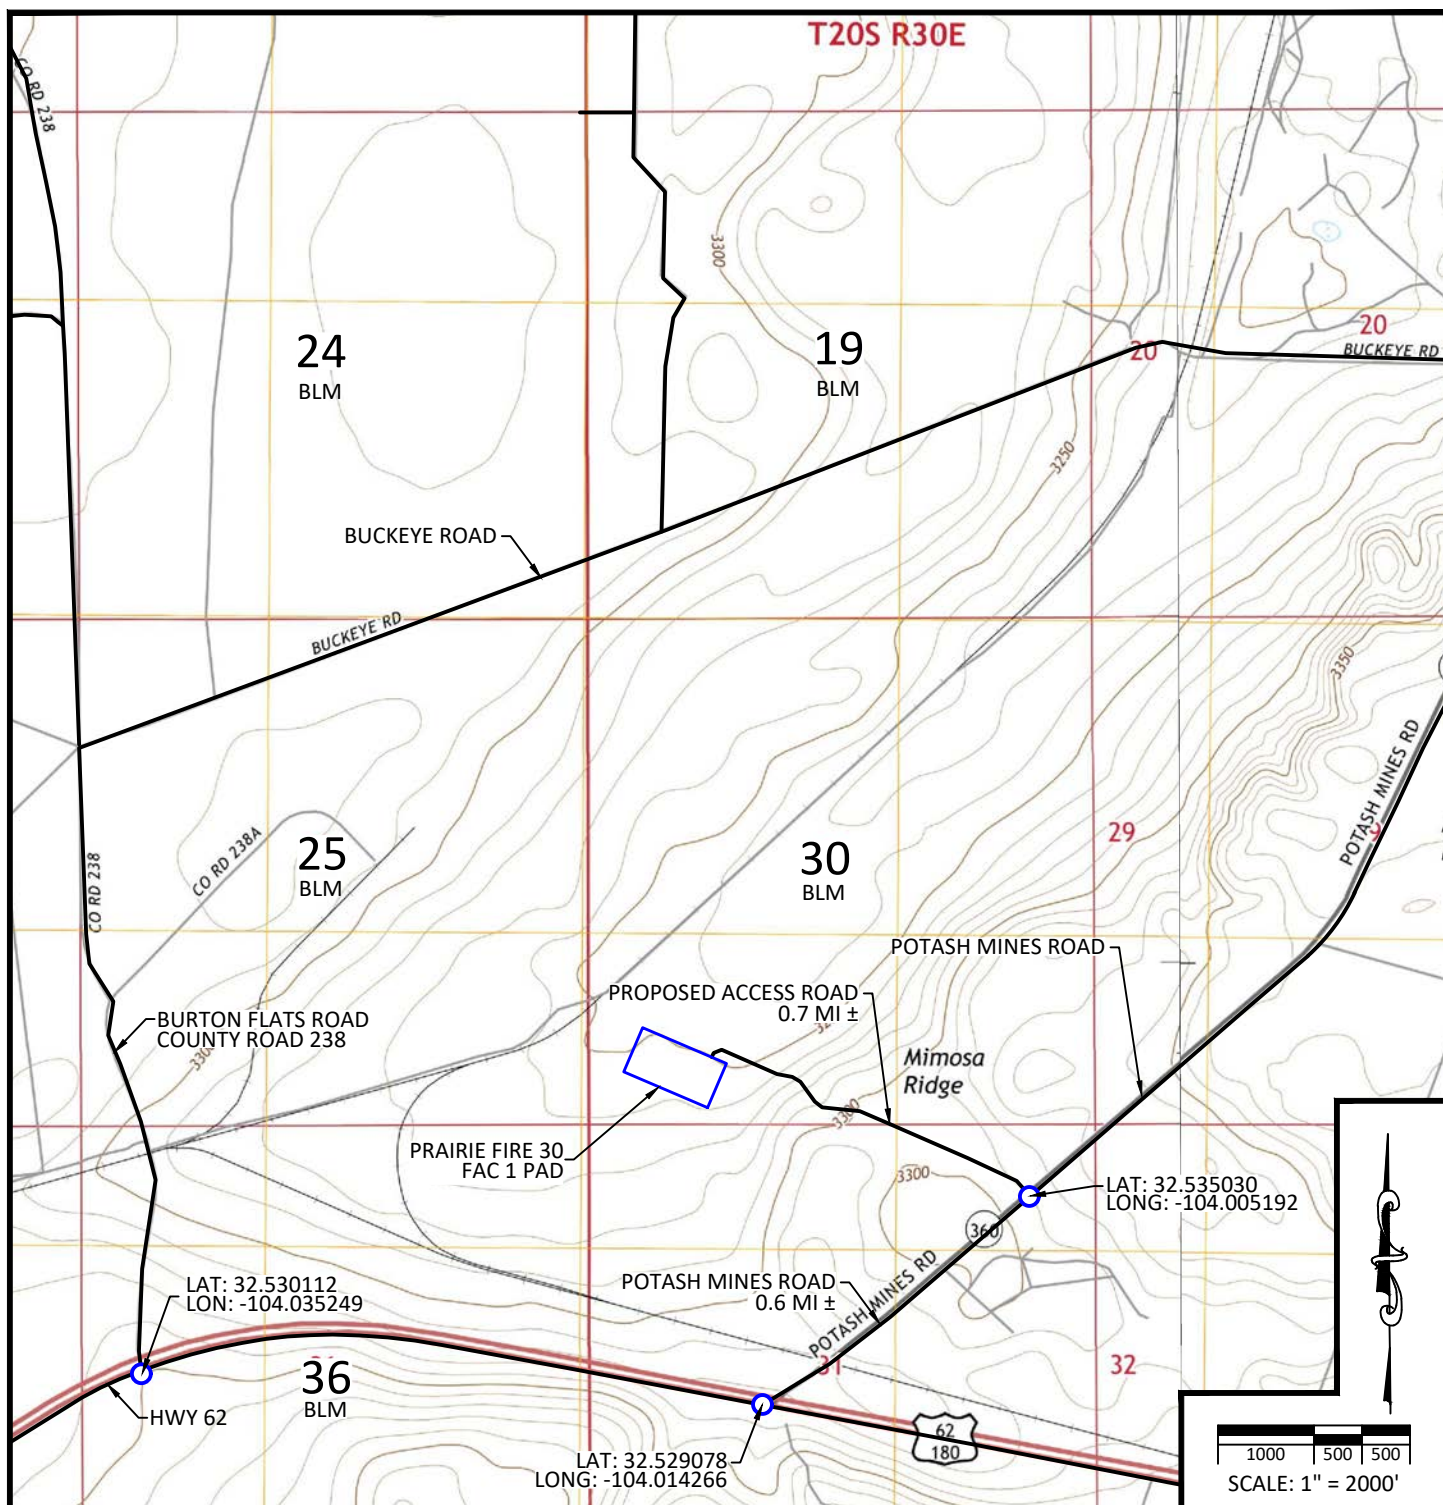 T20S R30E
CO RD 238
3300
24
BLM
19
BLM
20
20
BUCKEYE RD
3250
BUCKEYE ROAD
BUCKEYE RD
3350
POTASH MINES RD
CO RD 238A
25
BLM
30
BLM
29
CO RD 238
POTASH MINES ROAD
PROPOSED ACCESS ROAD
0.7 MI ±
BURTON FLATS ROAD
COUNTY ROAD 238
3300
Mimosa
Ridge
3300
PRAIRIE FIRE 30
FAC 1 PAD
3300
LAT: 32.535030
LONG: -104.005192
360
LAT: 32.530112
LON: -104.035249
POTASH MINES ROAD
0.6 MI ±
POTASH MINES RD
31
32
36
BLM
HWY 62
62
180
LAT: 32.529078
LONG: -104.014266
1000 500 500
SCALE: 1" = 2000'